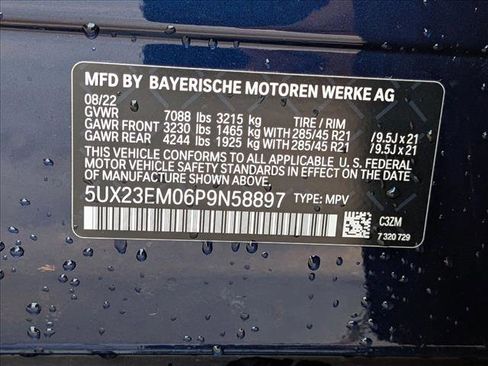 MFD BY BAYERISCHE MOTOREN WERKE AG
08/22
GVWR 7088 lbs 3215 kg TIRE / RIM
GAWR FRONT 3230 lbs 1465 kg WITH 285/45 R21 /9.5J x 21
GAWR REAR 4244 lbs 1925 kg WITH 285/45 R21 /9.5J x 21
THIS VEHICLE CONFORMS TO ALL APPLICABLE U.S. FEDERAL
MOTOR VEHICLE SAFETY STANDARDS IN EFFECT ON THE DATE
OF MANUFACTURE SHOWN ABOVE.
5UX23EM06P9N58897 TYPE: MPV
C3ZM
7 320 729